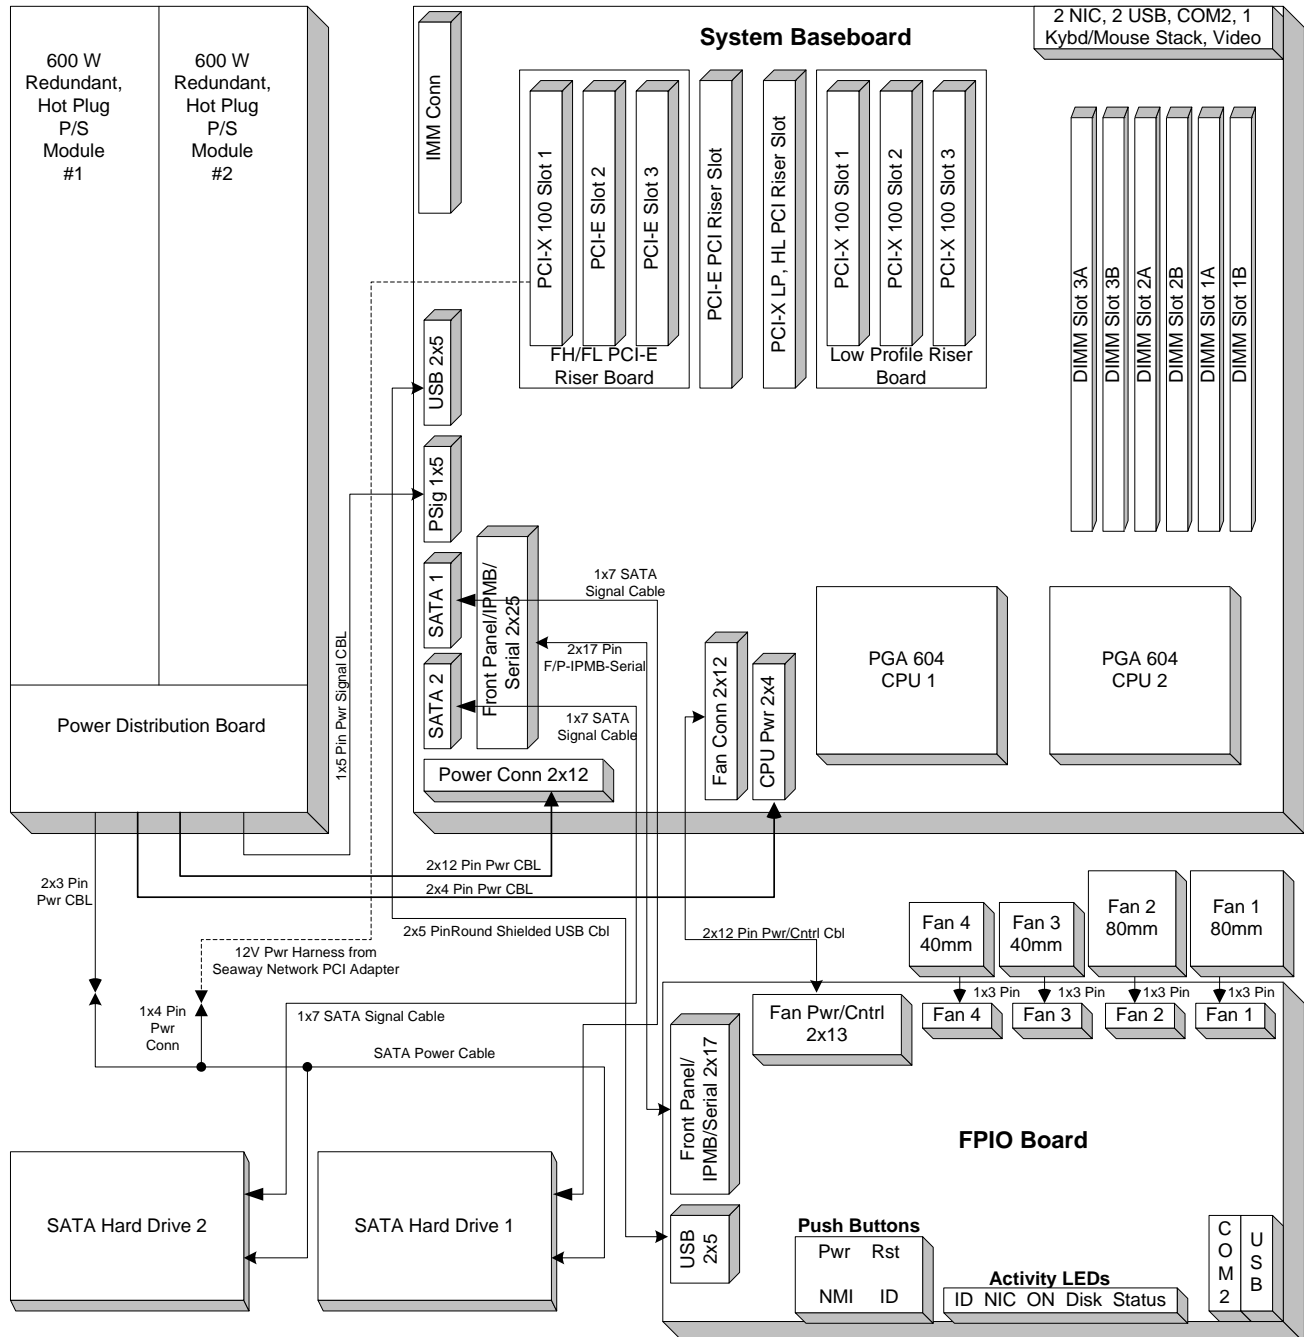 600 W
Redundant,
Hot Plug
P/S
Module
#1
600 W
Redundant,
Hot Plug
P/S
Module
#2
Power Distribution Board
System Baseboard
2 NIC, 2 USB, COM2, 1
Kybd/Mouse Stack, Video
IMM Conn
PCI-X 100 Slot 1
PCI-E Slot 2
PCI-E Slot 3
FH/FL PCI-E
Riser Board
PCI-E PCI Riser Slot
PCI-X LP, HL PCI Riser Slot
PCI-X 100 Slot 1
PCI-X 100 Slot 2
PCI-X 100 Slot 3
Low Profile Riser
Board
DIMM Slot 3A
DIMM Slot 3B
DIMM Slot 2A
DIMM Slot 2B
DIMM Slot 1A
DIMM Slot 1B
USB 2x5
PSig 1x5
SATA 1
SATA 2
Front Panel/IPMB/
Serial 2x25
Power Conn 2x12
1x7 SATA
Signal Cable
2x17 Pin
F/P-IPMB-Serial
1x7 SATA
Signal Cable
Fan Conn 2x12
CPU Pwr 2x4
PGA 604
CPU 1
PGA 604
CPU 2
1x5 Pin Pwr Signal CBL
2x12 Pin Pwr CBL
2x4 Pin Pwr CBL
2x3 Pin
Pwr CBL
2x5 PinRound Shielded USB Cbl
2x12 Pin Pwr/Cntrl Cbl
12V Pwr Harness from
Seaway Network PCI Adapter
1x4 Pin
Pwr
Conn
1x7 SATA Signal Cable
SATA Power Cable
SATA Hard Drive 2
SATA Hard Drive 1
Fan 4
40mm
Fan 3
40mm
Fan 2
80mm
Fan 1
80mm
1x3 Pin
1x3 Pin
1x3 Pin
1x3 Pin
Fan 4
Fan 3
Fan 2
Fan 1
Fan Pwr/Cntrl
2x13
Front Panel/
IPMB/Serial 2x17
FPIO Board
USB
2x5
Push Buttons
Pwr Rst
NMI ID
Activity LEDs
ID NIC ON Disk Status
COM2
USB